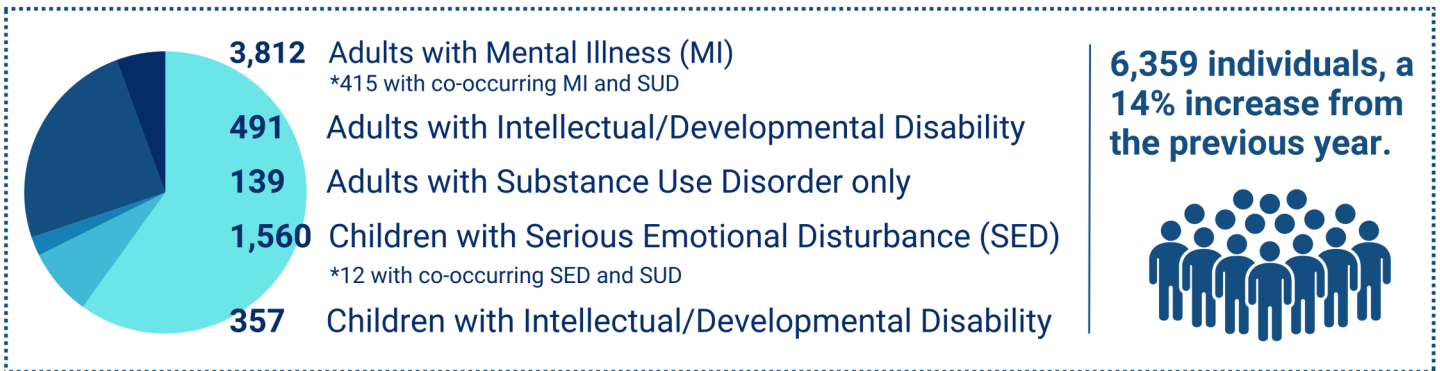 3,812 Adults with Mental Illness (MI)
*415 with co-occurring MI and SUD
491 Adults with Intellectual/Developmental Disability
139 Adults with Substance Use Disorder only
1,560 Children with Serious Emotional Disturbance (SED)
*12 with co-occurring SED and SUD
357 Children with Intellectual/Developmental Disability
6,359 individuals, a
14% increase from
the previous year.